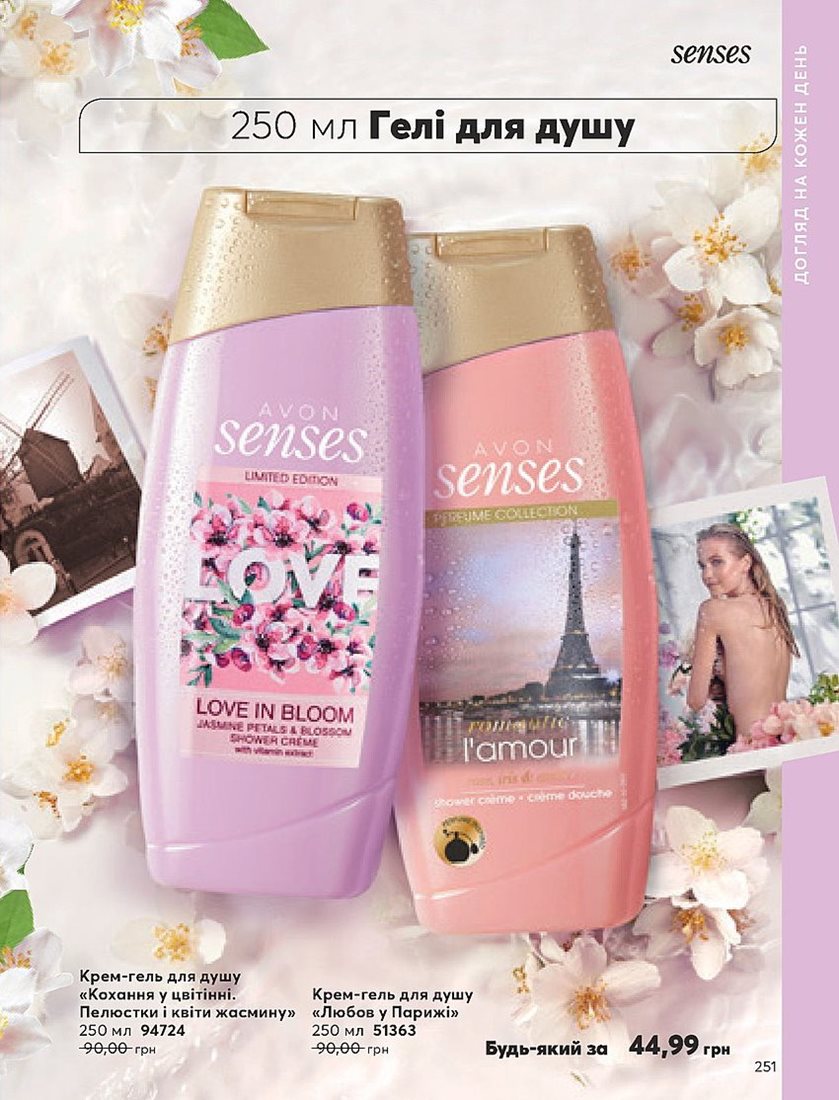 senses
ДОГЛЯД НА КОЖЕН ДЕНЬ
250 мл Гелі для душу
AVON
senses
LIMITED EDITION
LOVE
LOVE IN BLOOM
JASMINE PETALS & BLOSSOM
SHOWER CRÈME
with vitamin extract
AVON
senses
PERFUME COLLECTION
romantic
l'amour
rose, iris &
shower crème • crème douche
Крем-гель для душу
«Кохання у цвітінні.
Пелюстки і квіти жасмину»
250 мл 94724
90,00 грн
Крем-гель для душу
«Любов у Парижі»
250 мл 51363
90,00 грн
Будь-який за 44,99 грн
251